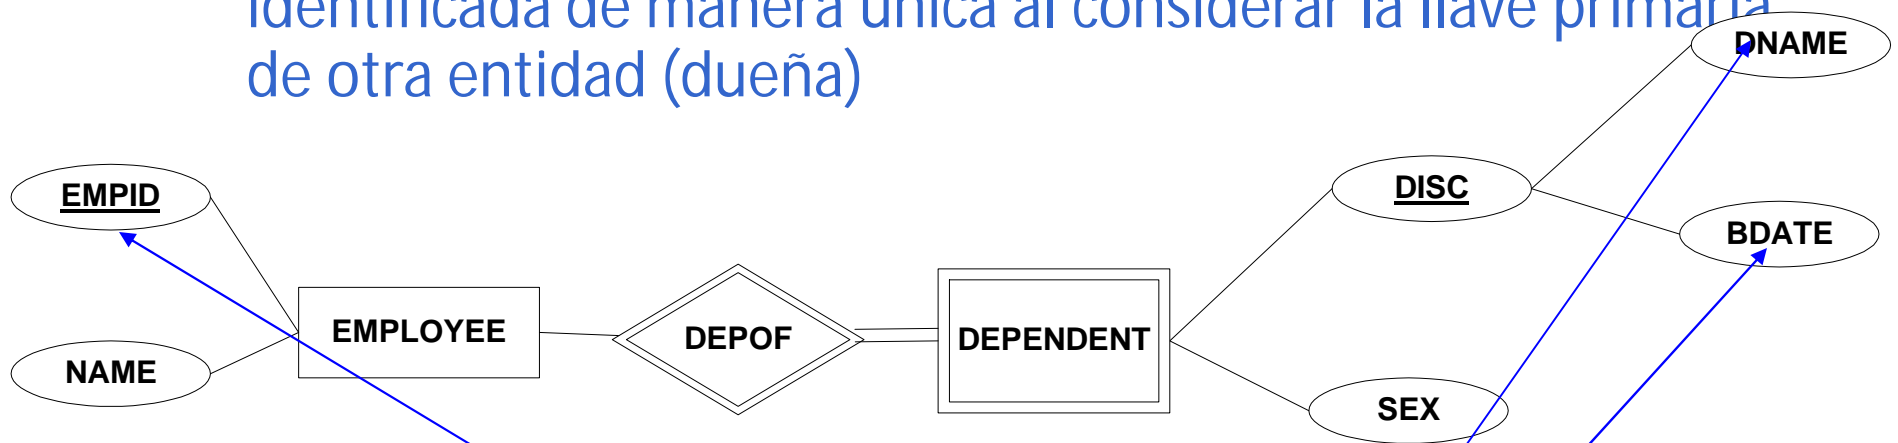 identificada de manera única al considerar la llave primaria
de otra entidad (dueña)
DNAME
EMPID
DISC
BDATE
EMPLOYEE
DEPOF
DEPENDENT
NAME
SEX